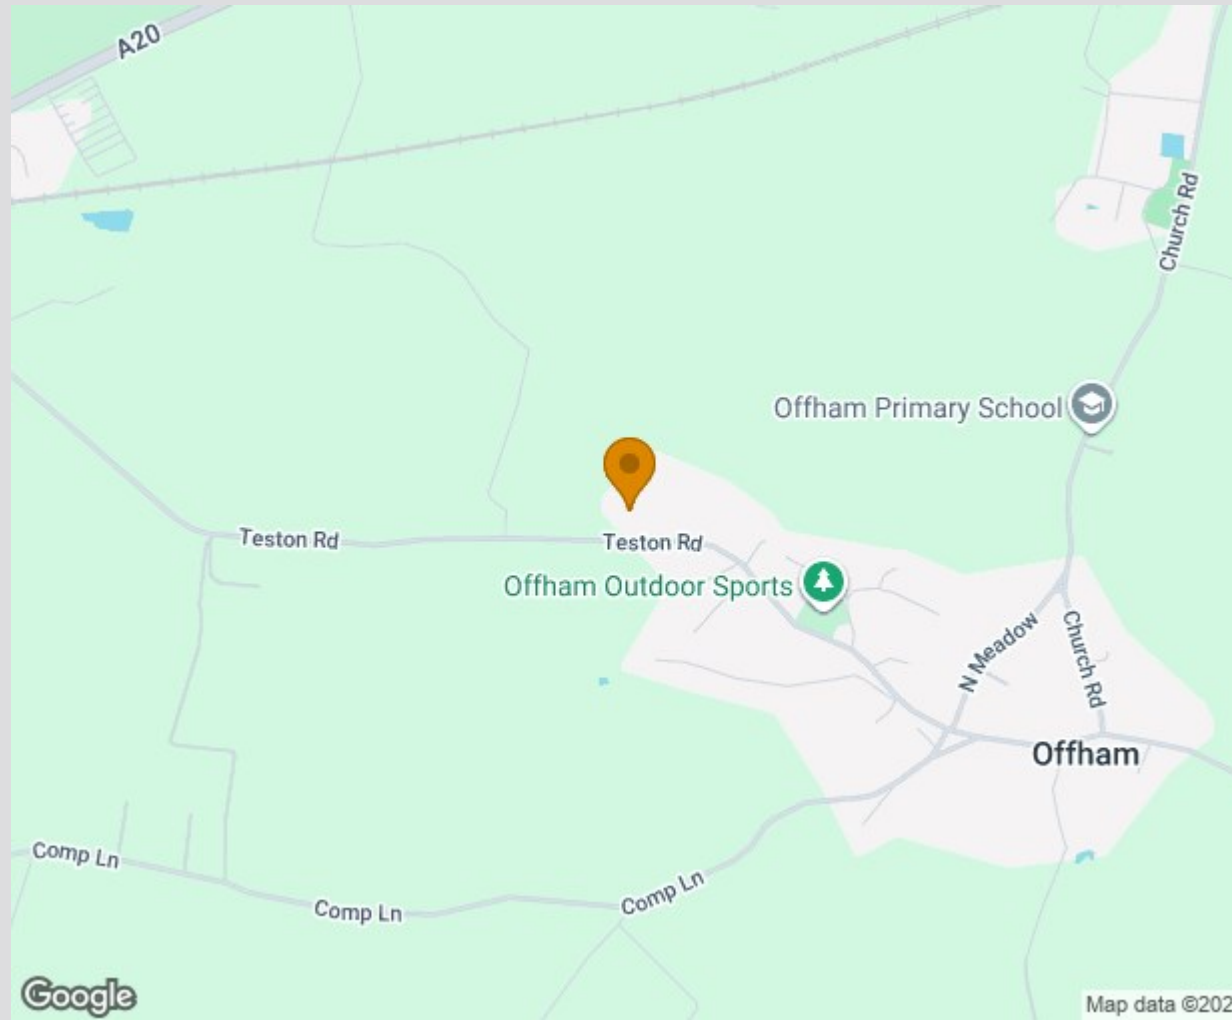 A20
Church Rd
Offham Primary School
Teston Rd
Teston Rd
Offham Outdoor Sports
N Meadow
Church Rd
Offham
Comp Ln
Comp Ln
Comp Ln
Google
Map data ©202